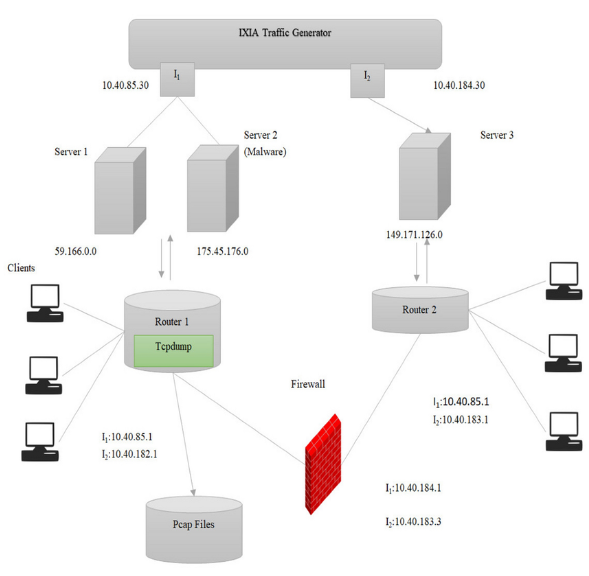 IXIA Traffic Generator
I1
I2
10.40.85.30
10.40.184.30
Server 1
Server 2
(Malware)
Server 3
59.166.0.0
175.45.176.0
149.171.126.0
Clients
Router 1
Tcpdump
Router 2
Firewall
I1:10.40.85.1
I2:10.40.182.1
I1:10.40.85.1
I2:10.40.183.1
I1:10.40.184.1
I2:10.40.183.3
Pcap Files